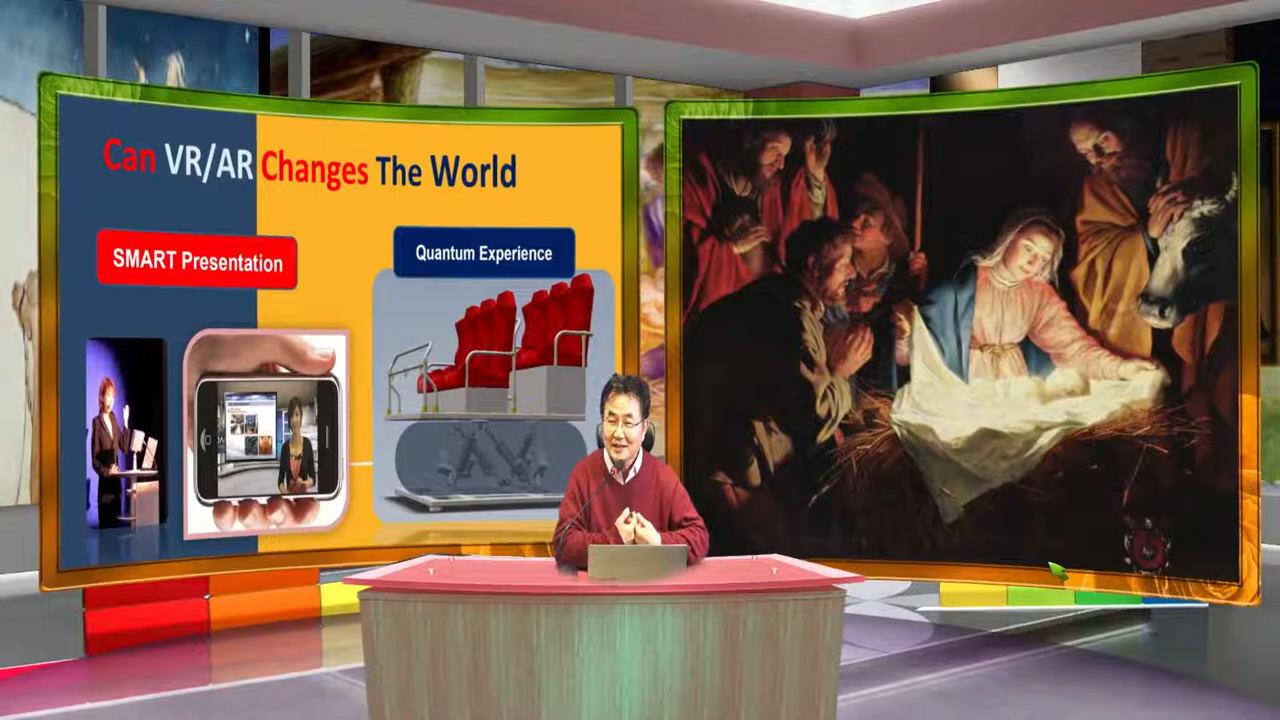 Can VR/AR Changes The World
SMART Presentation
Quantum Experience